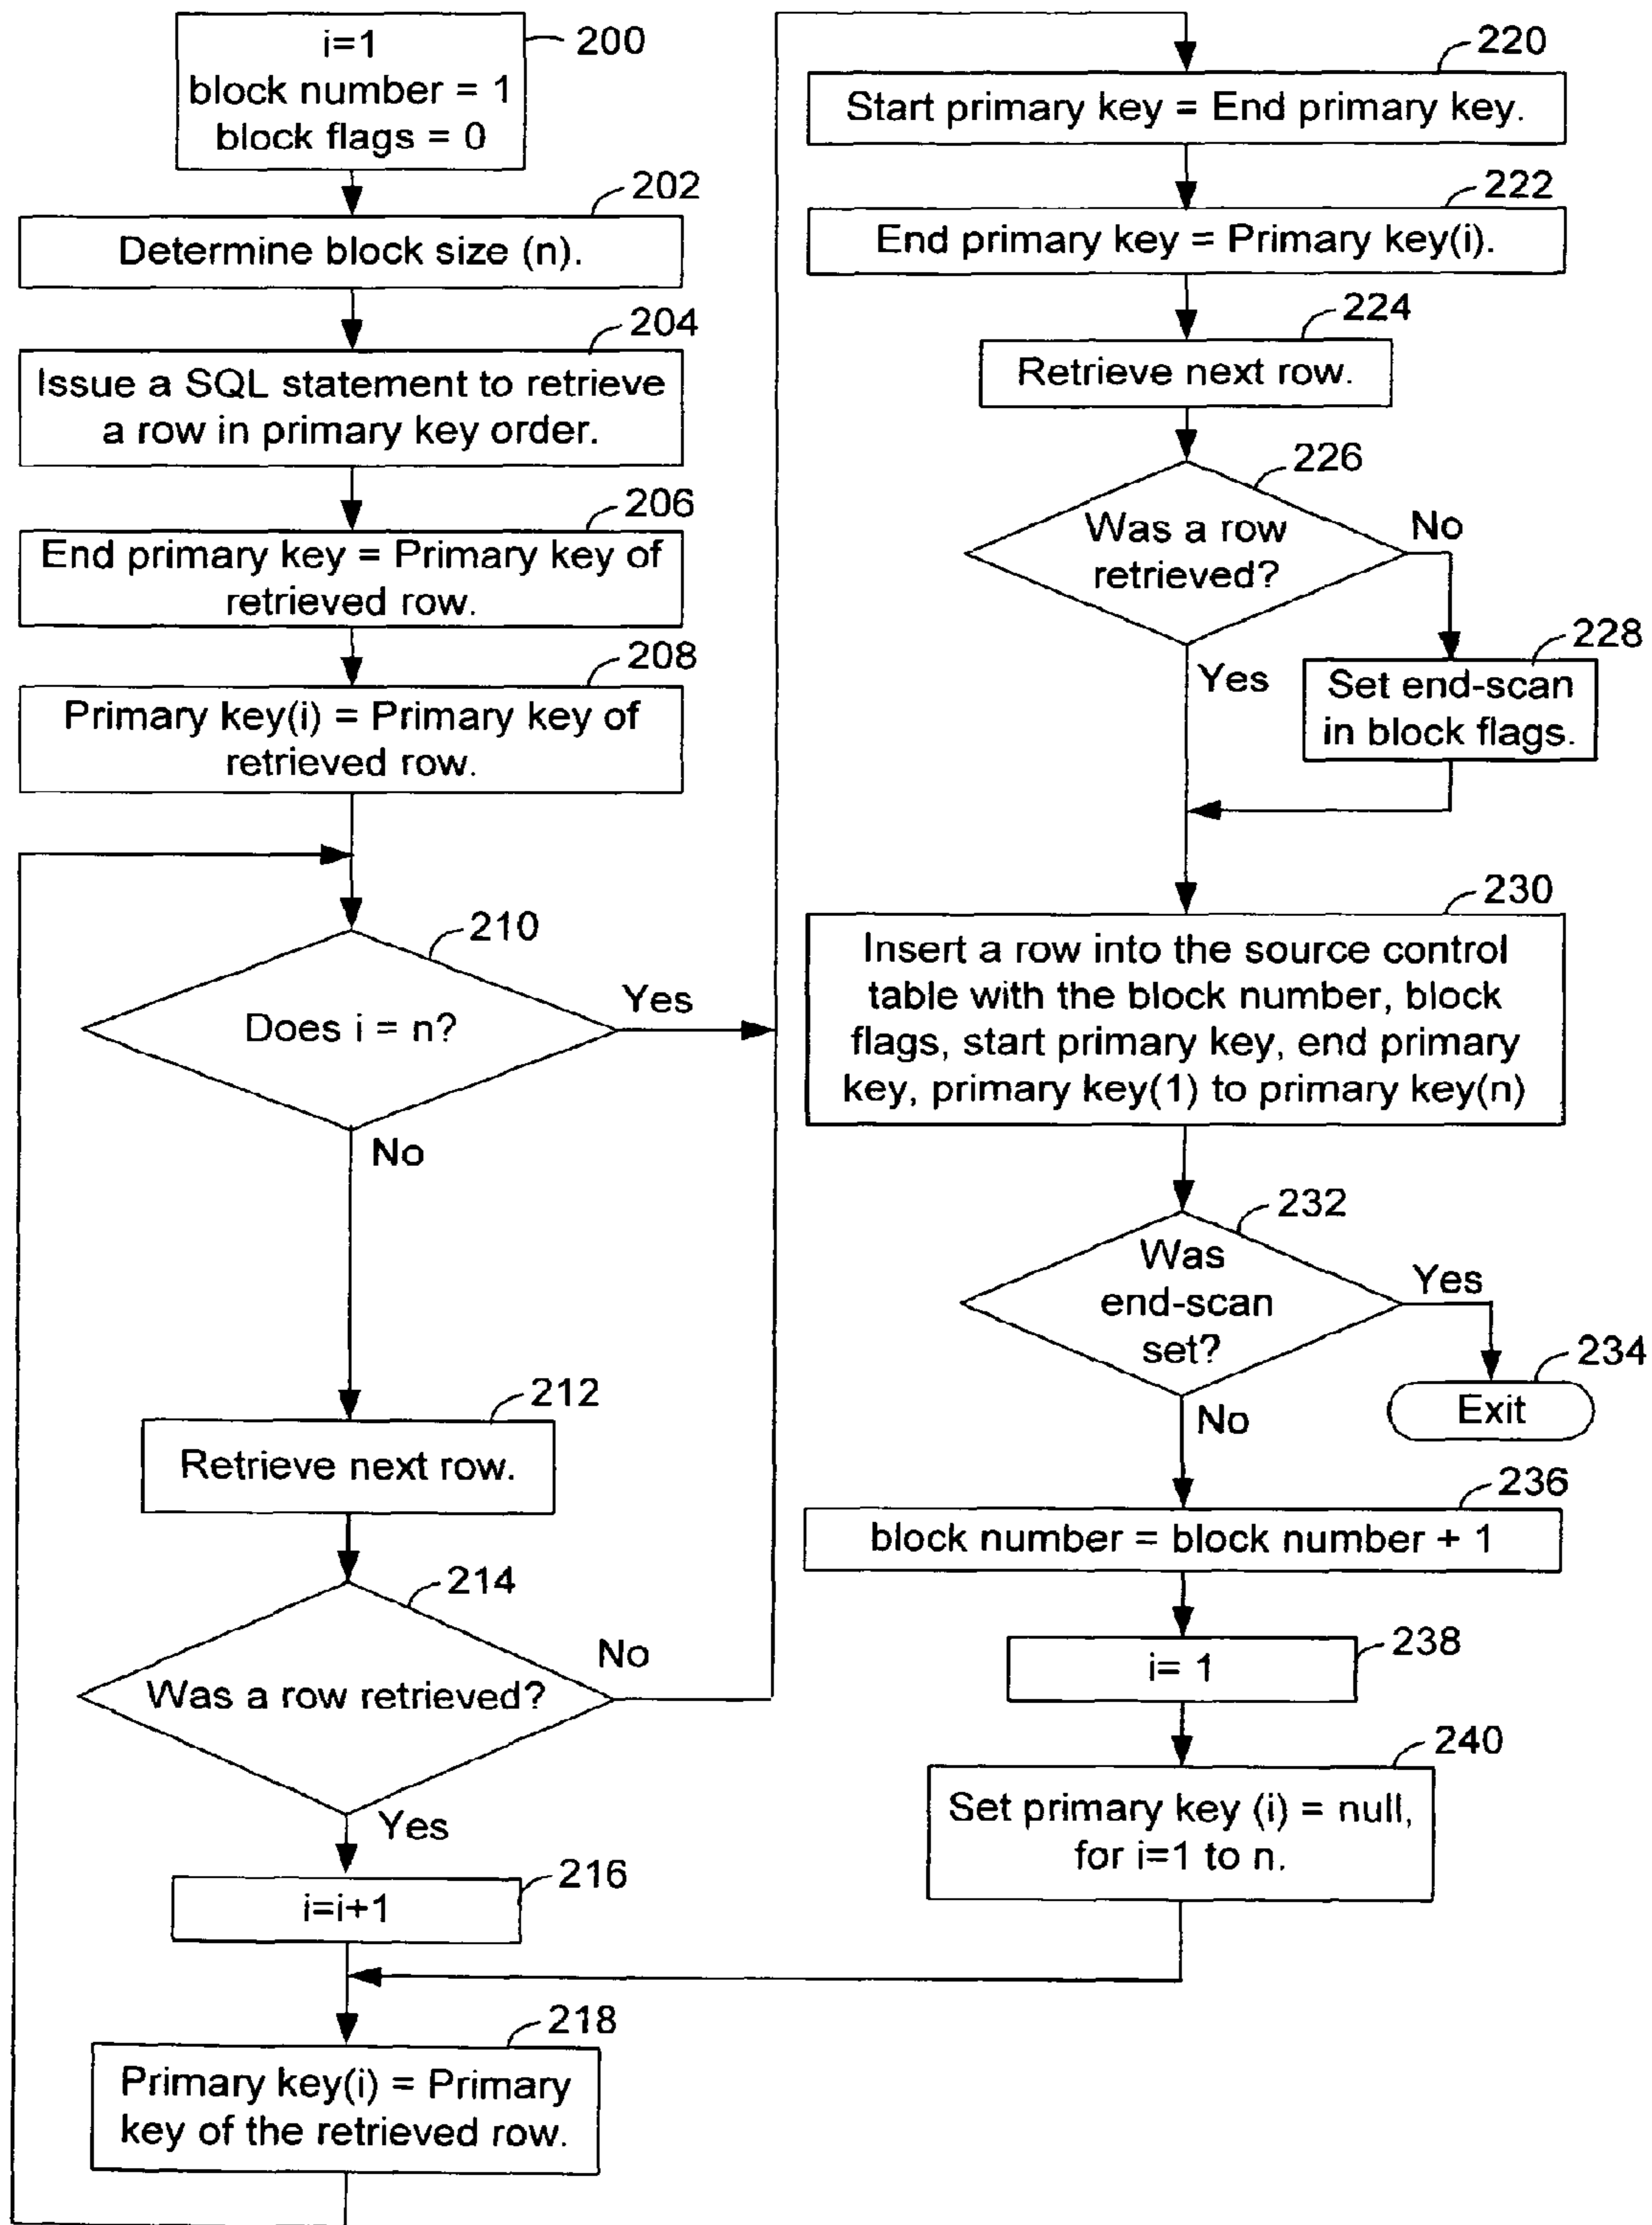 i=1
block number = 1
block flags = 0
200
202
Determine block size (n).
204
Issue a SQL statement to retrieve
a row in primary key order.
206
End primary key = Primary key of
retrieved row.
208
Primary key(i) = Primary key of
retrieved row.
210
Does i = n?
Yes
No
212
Retrieve next row.
214
Was a row retrieved?
No
Yes
216
i=i+1
218
Primary key(i) = Primary
key of the retrieved row.
220
Start primary key = End primary key.
222
End primary key = Primary key(i).
224
Retrieve next row.
226
Was a row
retrieved?
No
Yes
228
Set end-scan
in block flags.
230
Insert a row into the source control
table with the block number, block
flags, start primary key, end primary
key, primary key(1) to primary key(n)
232
Was
end-scan
set?
Yes
No
234
Exit
236
block number = block number + 1
238
i= 1
240
Set primary key (i) = null,
for i=1 to n.